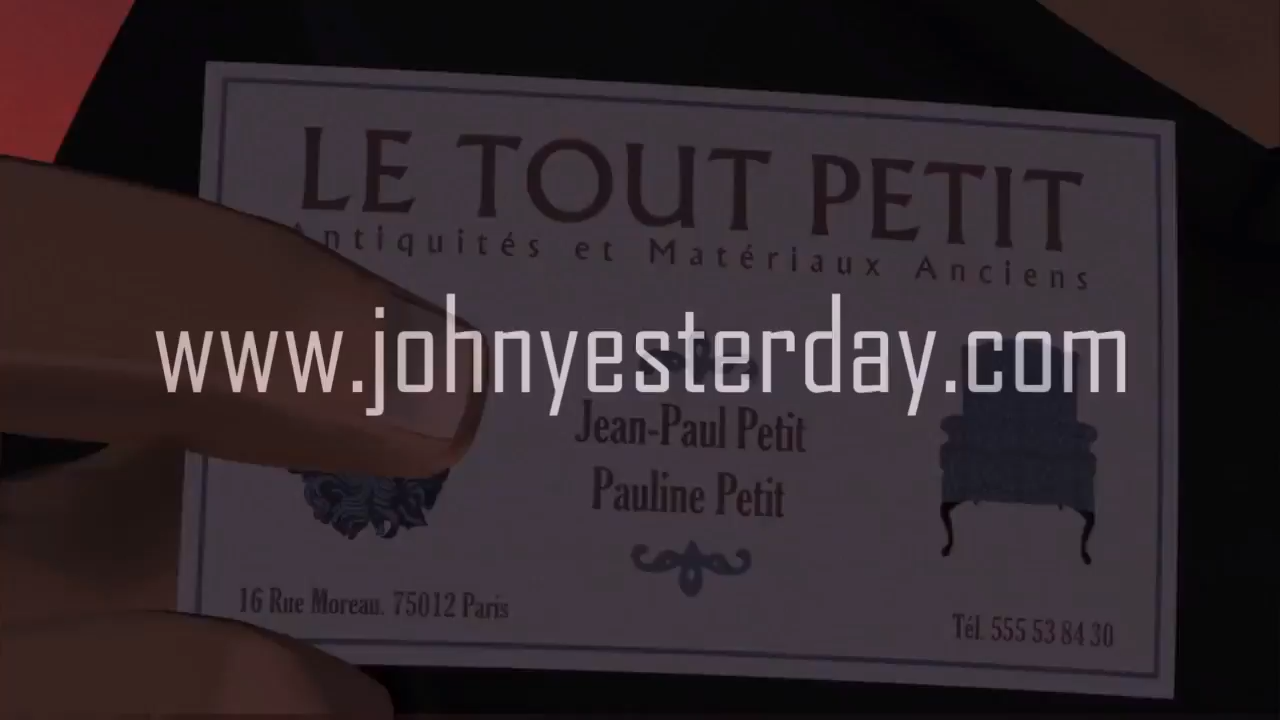 LE TOUT PETIT
Antiquités et Matériaux Anciens
www.johnyesterday.com
Jean-Paul Petit
Pauline Petit
16 Rue Moreau. 75012 Paris
Tél. 555 53 84 30